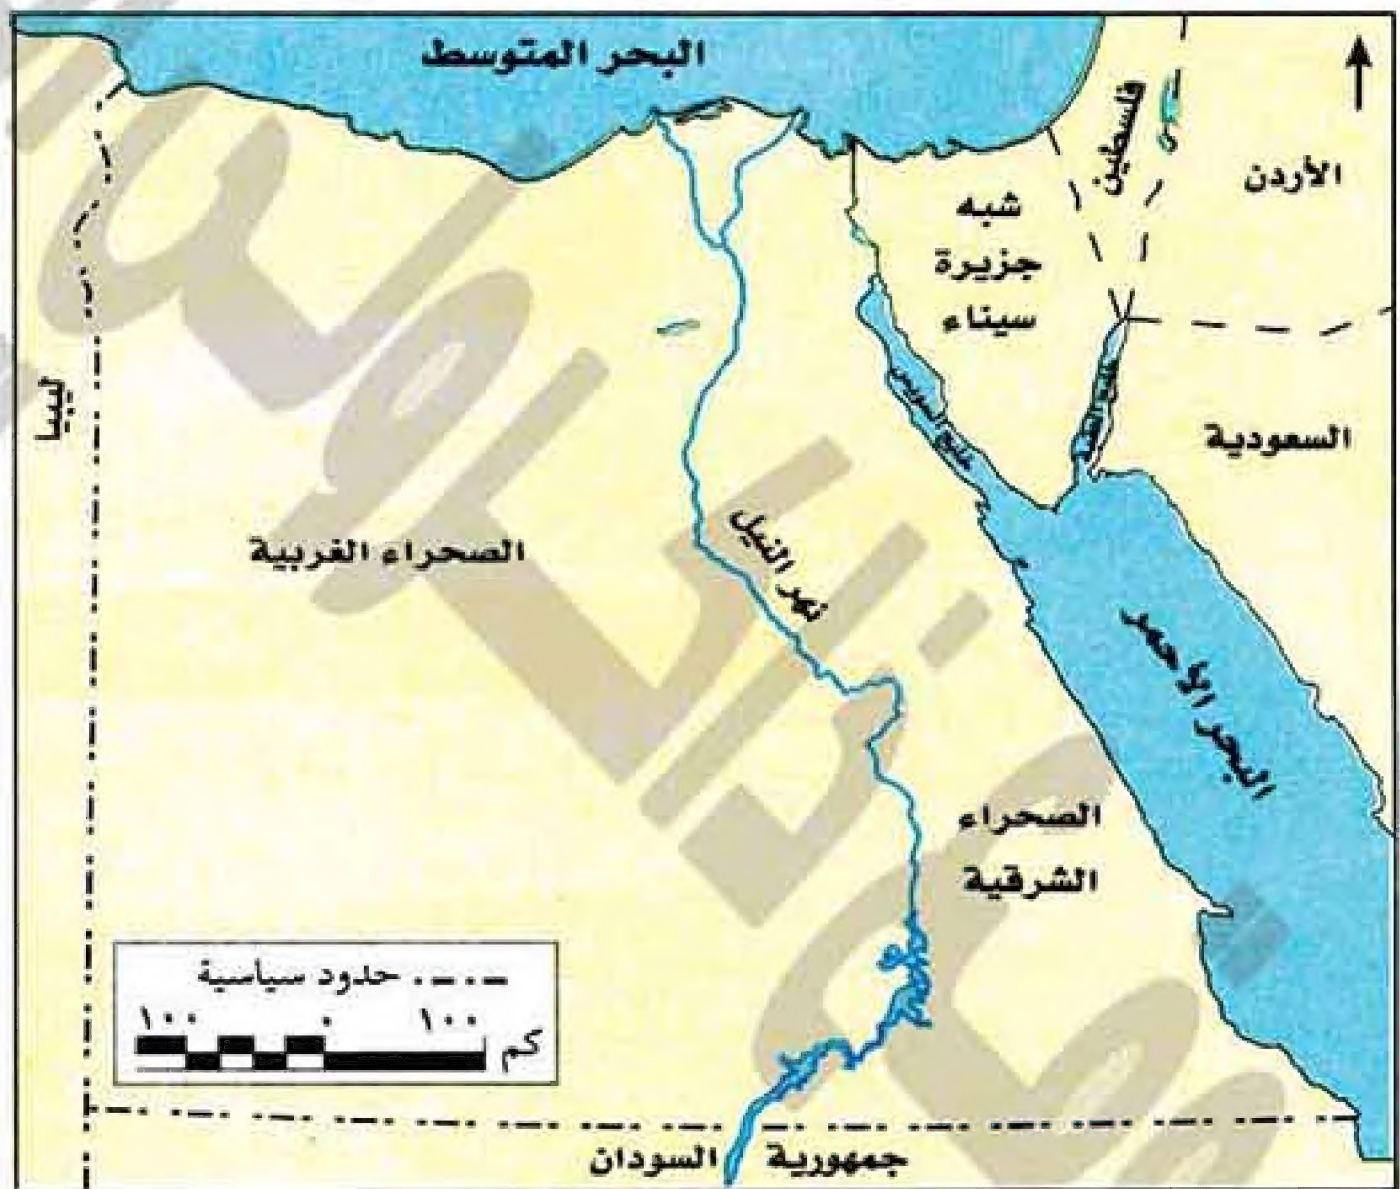 البحر المتوسط
فلسطين
الأردن
شبه
جزيرة
سيناء
خليج السويس
خليج العقبة
السعودية
ليبيا
الصحراء الغربية
نهر النيل
البحر الأحمر
الصحراء
الشرقية
حدود سياسية
١٠٠ ٠ ١٠٠
كم
جمهورية السودان